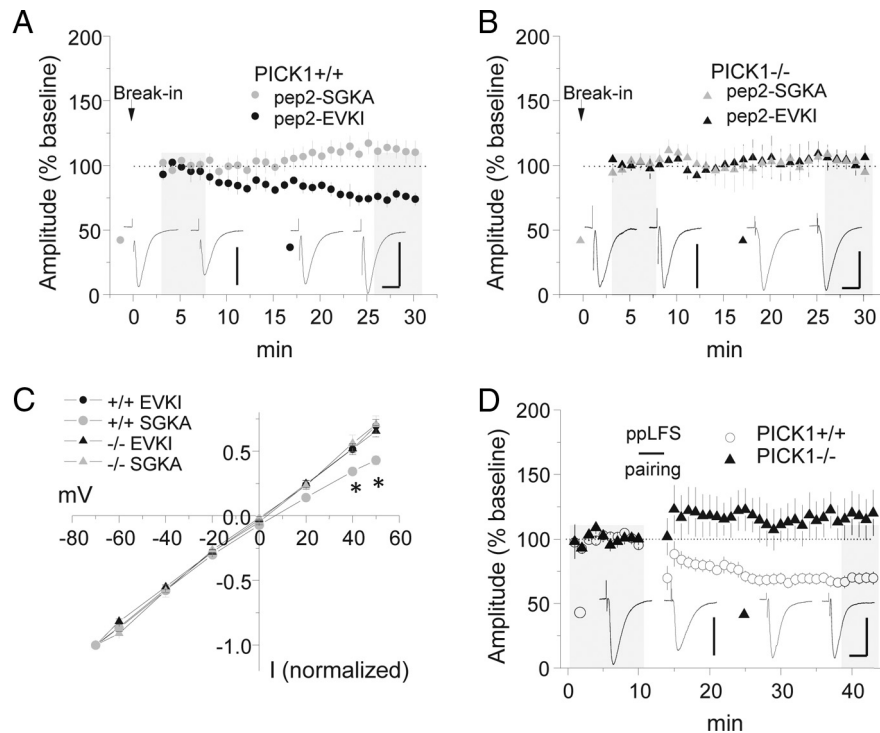 A
Amplitude (% baseline)
200
150
100
50
0
Break-in
PICK1+/+
pep2-SGKA
pep2-EVKI
0 5 10 15 20 25 30
min
B
Amplitude (% baseline)
200
150
100
50
0
Break-in
PICK1-/-
pep2-SGKA
pep2-EVKI
0 5 10 15 20 25 30
min
C
+/+ EVKI
+/+ SGKA
-/- EVKI
-/- SGKA
mV
0.5
0.0
-0.5
-1.0
-80 -60 -40 -20 0 20 40 60
* *
I (normalized)
D
Amplitude (% baseline)
200
150
100
50
0
ppLFS
pairing
PICK1+/+
PICK1-/-
0 10 20 30 40
min